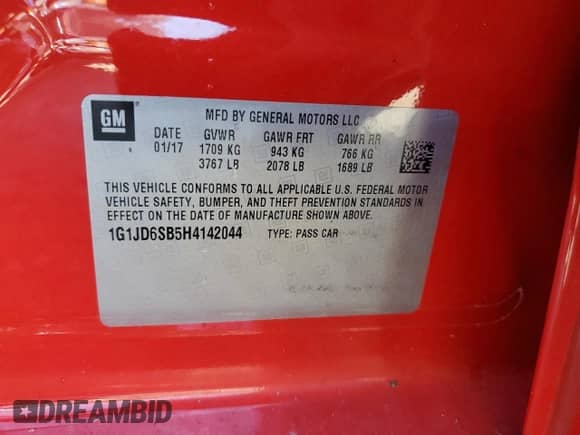 GM ® MFD BY GENERAL MOTORS LLC
DATE GVWR GAWR FRT GAWR RR
01/17 1709 KG 943 KG 766 KG
3767 LB 2078 LB 1689 LB
THIS VEHICLE CONFORMS TO ALL APPLICABLE U.S. FEDERAL MOTOR
VEHICLE SAFETY, BUMPER, AND THEFT PREVENTION STANDARDS IN
EFFECT ON THE DATE OF MANUFACTURE SHOWN ABOVE.
1G1JD6SB5H4142044 TYPE: PASS CAR
DREAMBID